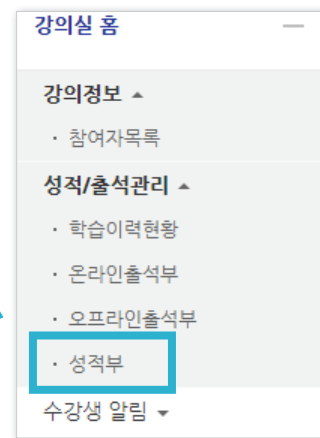 강의실 홈
강의정보
· 참여자목록
성적/출석관리
· 학습이력현황
· 온라인출석부
· 오프라인출석부
· 성적부
수강생 알림